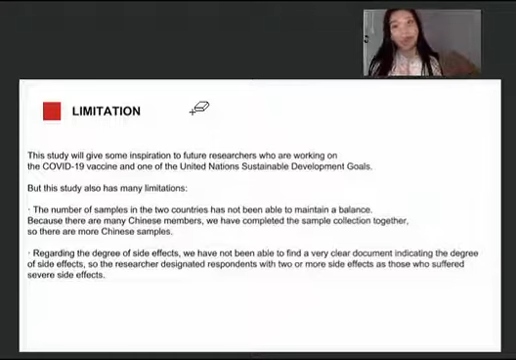 LIMITATION
This study will give some inspiration to future researchers who are working on
the COVID-19 vaccine and one of the United Nations Sustainable Development Goals.
But this study also has many limitations:
· The number of samples in the two countries has not been able to maintain a balance.
Because there are many Chinese members, we have completed the sample collection together,
so there are more Chinese samples.
· Regarding the degree of side effects, we have not been able to find a very clear document indicating the degree
of side effects, so the researcher designated respondents with two or more side effects as those who suffered
severe side effects.